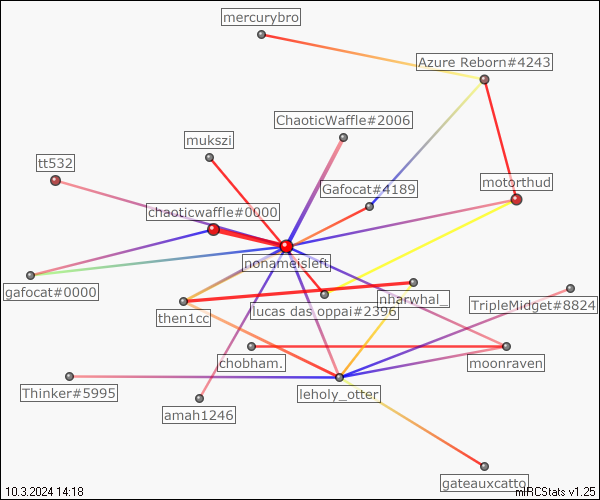 mercurybro
Azure Reborn#4243
ChaoticWaffle#2006
mukszi
tt532
Gafocat#4189
motorthud
chaoticwaffle#0000
nonameisleft
gafocat#0000
then1cc
lucas das oppai#2396
nharwhal_
TripleMidget#8824
chobham.
moonraven
Thinker#5995
leholy_otter
amah1246
gateauxcatto
10.3.2024 14:18
mIRCStats v1.25